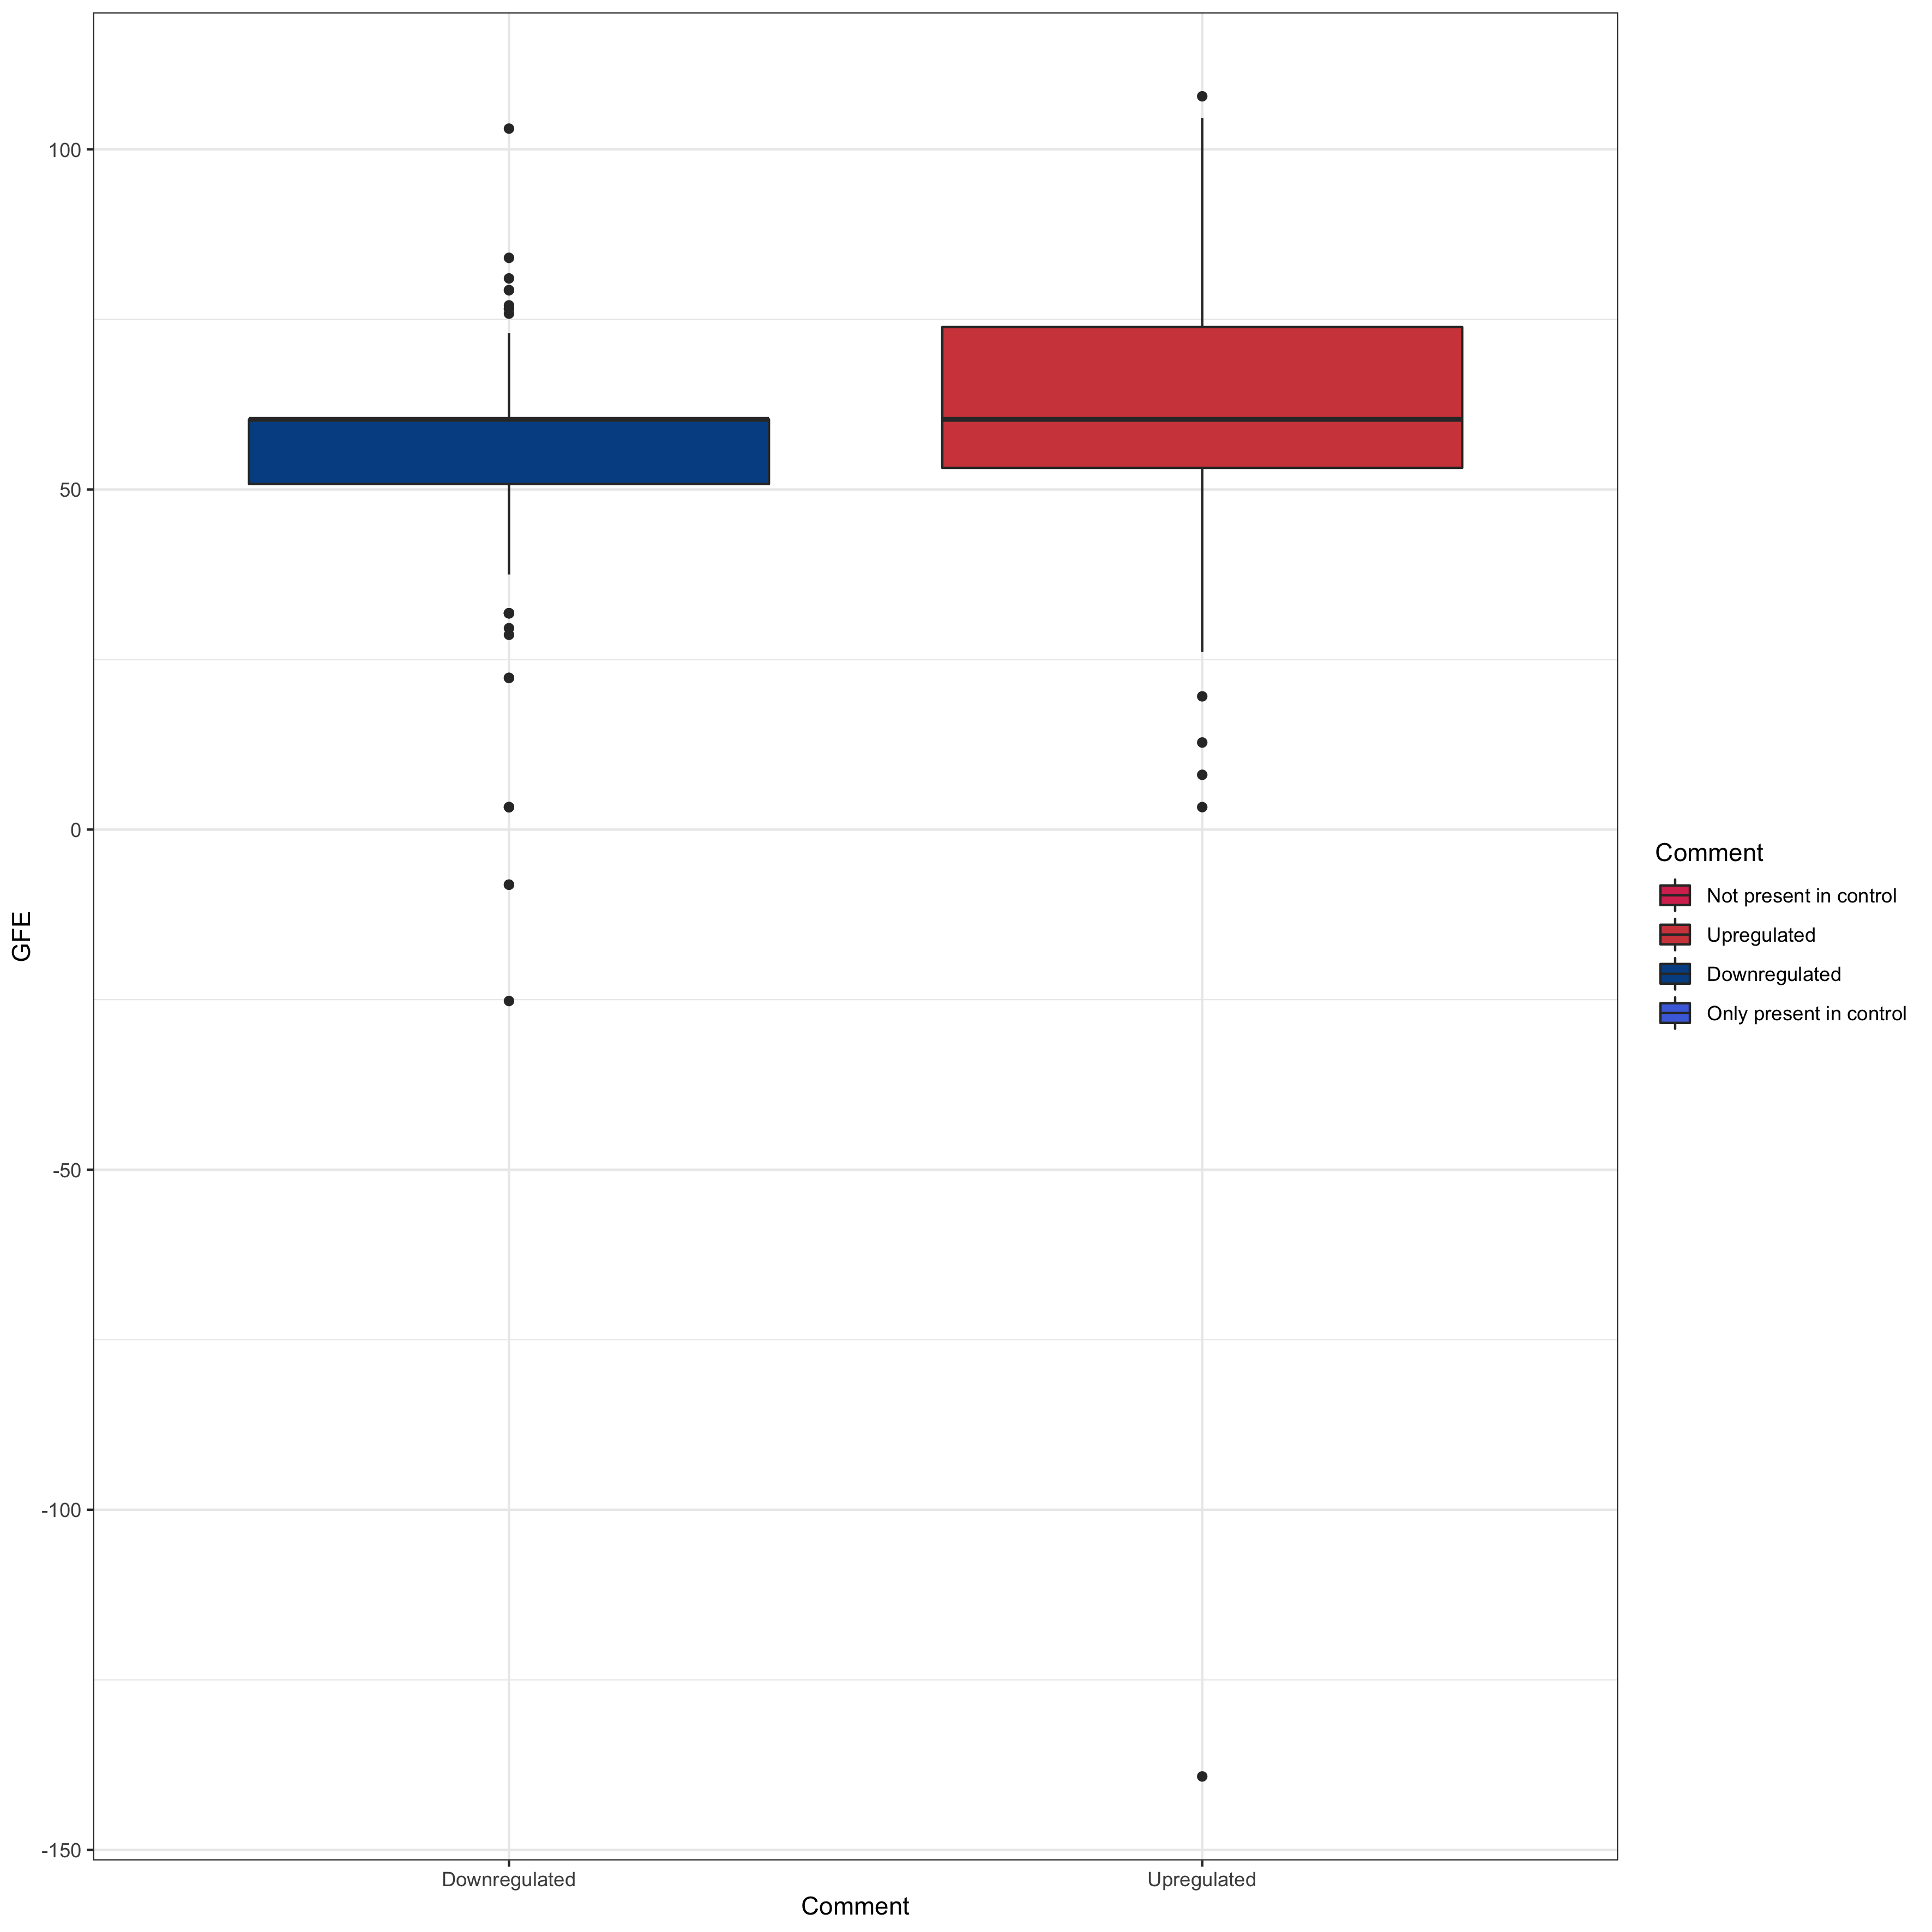 GFE
100
50
0
-50
-100
-150
Downregulated
Upregulated
Comment
Comment
Not present in control
Upregulated
Downregulated
Only present in control